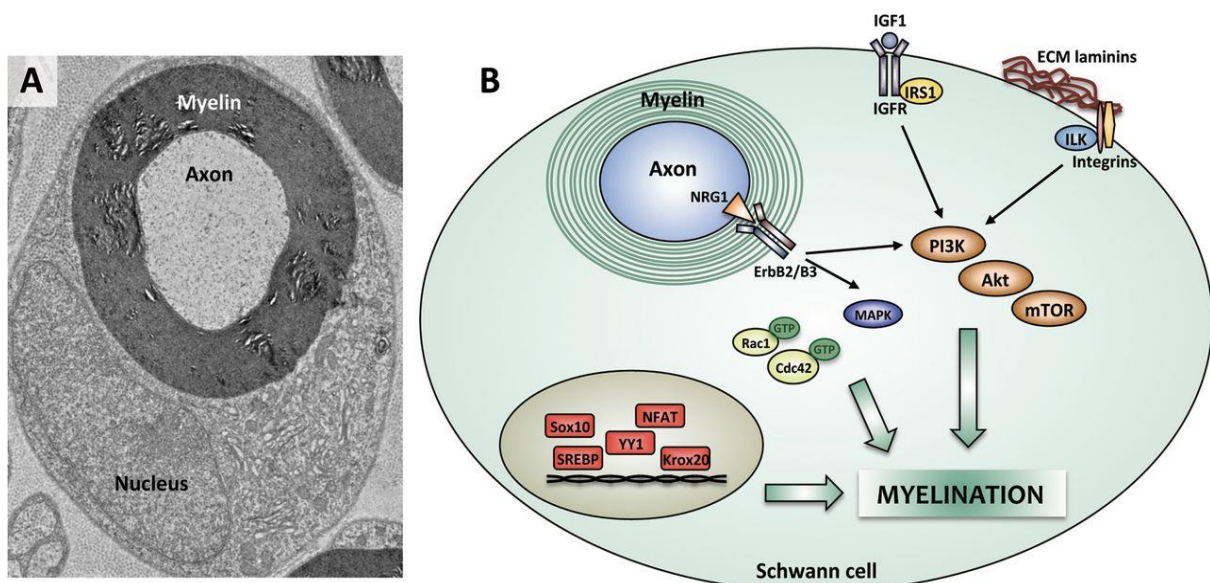 A
Myelin
Axon
Nucleus
B
IGF1
IRS1
IGFR
ECM laminins
ILK
Integrins
Myelin
Axon
NRG1
ErbB2/B3
PI3K
Akt
mTOR
MAPK
GTP
Rac1
GTP
Cdc42
Sox10
NFAT
YY1
SREBP
Krox20
MYELINATION
Schwann cell